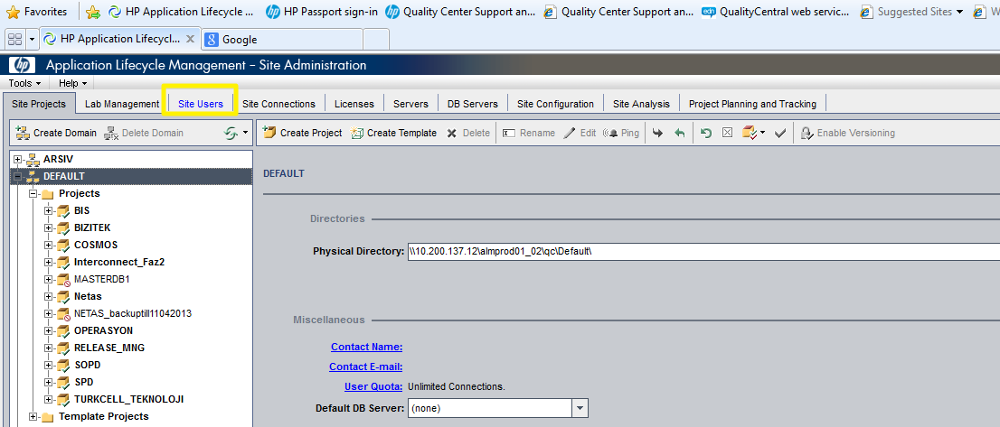 Favorites HP Application Lifecycle ... HP Passport sign-in Quality Center Support an... Quality Center Support an... QualityCentral web servic... Suggested Sites W
HP Application Lifecycl... X Google
hp Application Lifecycle Management – Site Administration
Tools Help
Site Projects Lab Management Site Users Site Connections Licenses Servers DB Servers Site Configuration Site Analysis Project Planning and Tracking
Create Domain Delete Domain Create Project Create Template Delete Rename Edit Ping Enable Versioning
ARSIV
DEFAULT
DEFAULT
Projects
BIS
BIZITEK
COSMOS
Interconnect_Faz2
MASTERDB1
Netas
NETAS_backuptill11042013
OPERASYON
RELEASE_MNG
SOPD
SPD
TURKCELL_TEKNOLOJI
Template Projects
Directories
Physical Directory: \\10.200.137.12\almprod01_02\qc\Default\
Miscellaneous
Contact Name:
Contact E-mail:
User Quota: Unlimited Connections.
Default DB Server: (none)